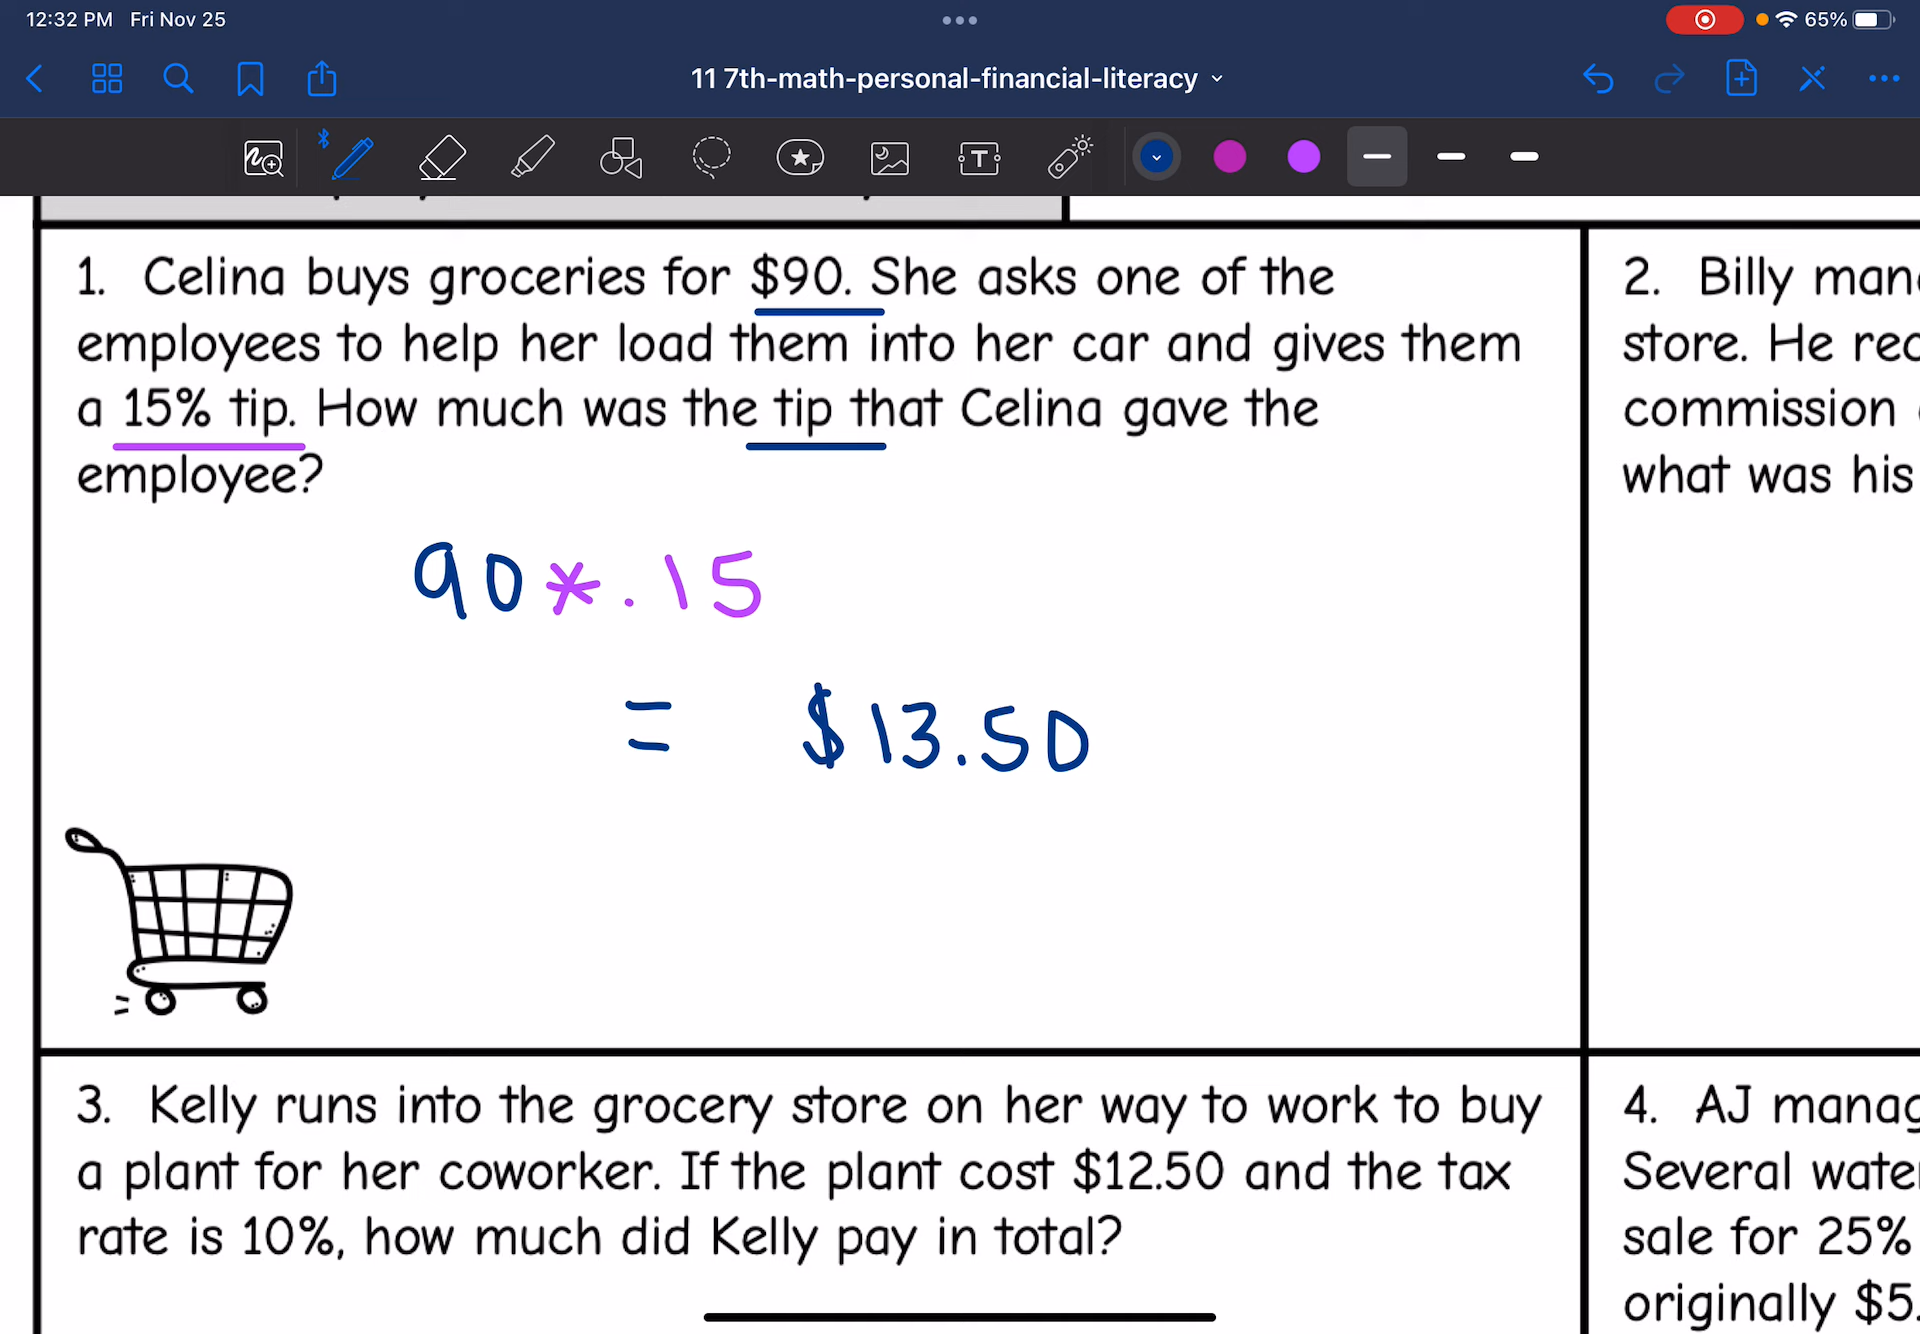 12:32 PM Fri Nov 25
65%
11 7th-math-personal-financial-literacy
T
1. Celina buys groceries for $90. She asks one of the
employees to help her load them into her car and gives them
a 15% tip. How much was the tip that Celina gave the
employee?
90 * .15
= $13.50
2. Billy man
store. He rec
commission
what was his
3. Kelly runs into the grocery store on her way to work to buy
a plant for her coworker. If the plant cost $12.50 and the tax
rate is 10%, how much did Kelly pay in total?
4. AJ manag
Several wate
sale for 25%
originally $5.